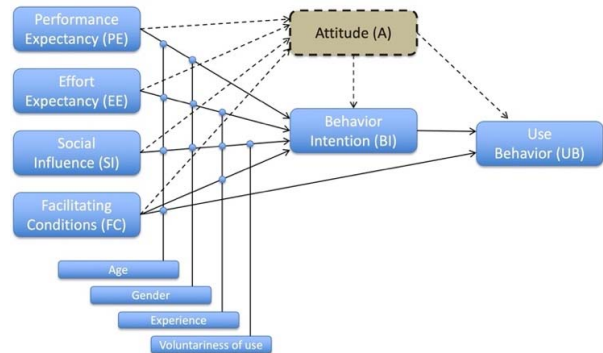 Performance
Expectancy (PE)
Attitude (A)
Effort
Expectancy (EE)
Behavior
Intention (BI)
Use
Behavior (UB)
Social
Influence (SI)
Facilitating
Conditions (FC)
Age
Gender
Experience
Voluntariness of use